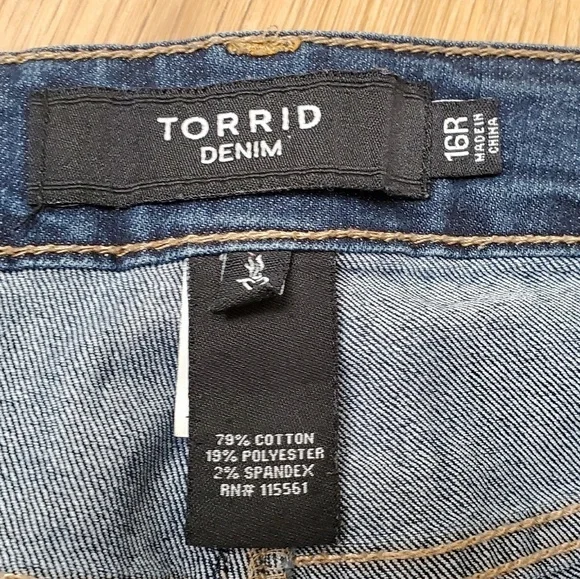 TORRID
DENIM
16R
MADE IN
CHINA
79% COTTON
19% POLYESTER
2% SPANDEX
RN# 115561